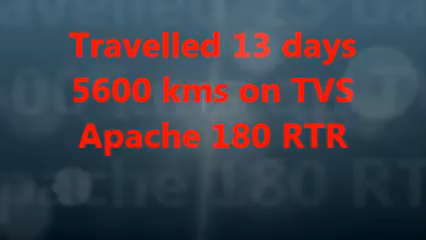 Travelled 13 days
5600 kms on TVS
Apache 180 RTR